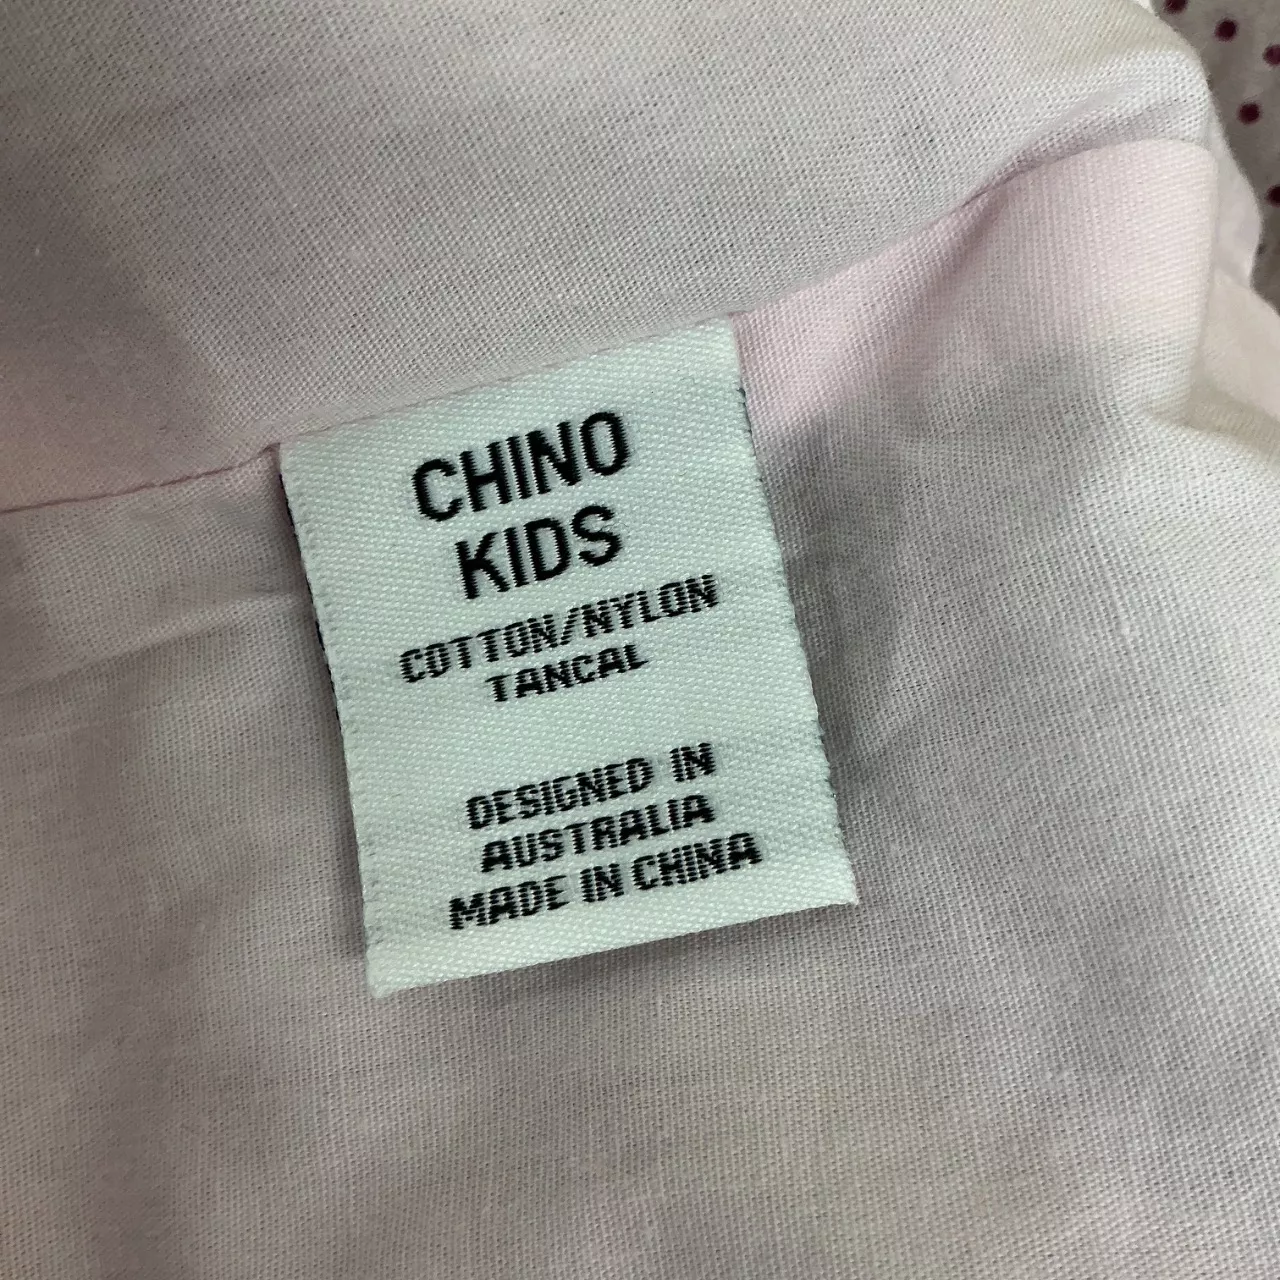 CHINO
KIDS
COTTON/NYLON
TANCAL
DESIGNED IN
AUSTRALIA
MADE IN CHINA